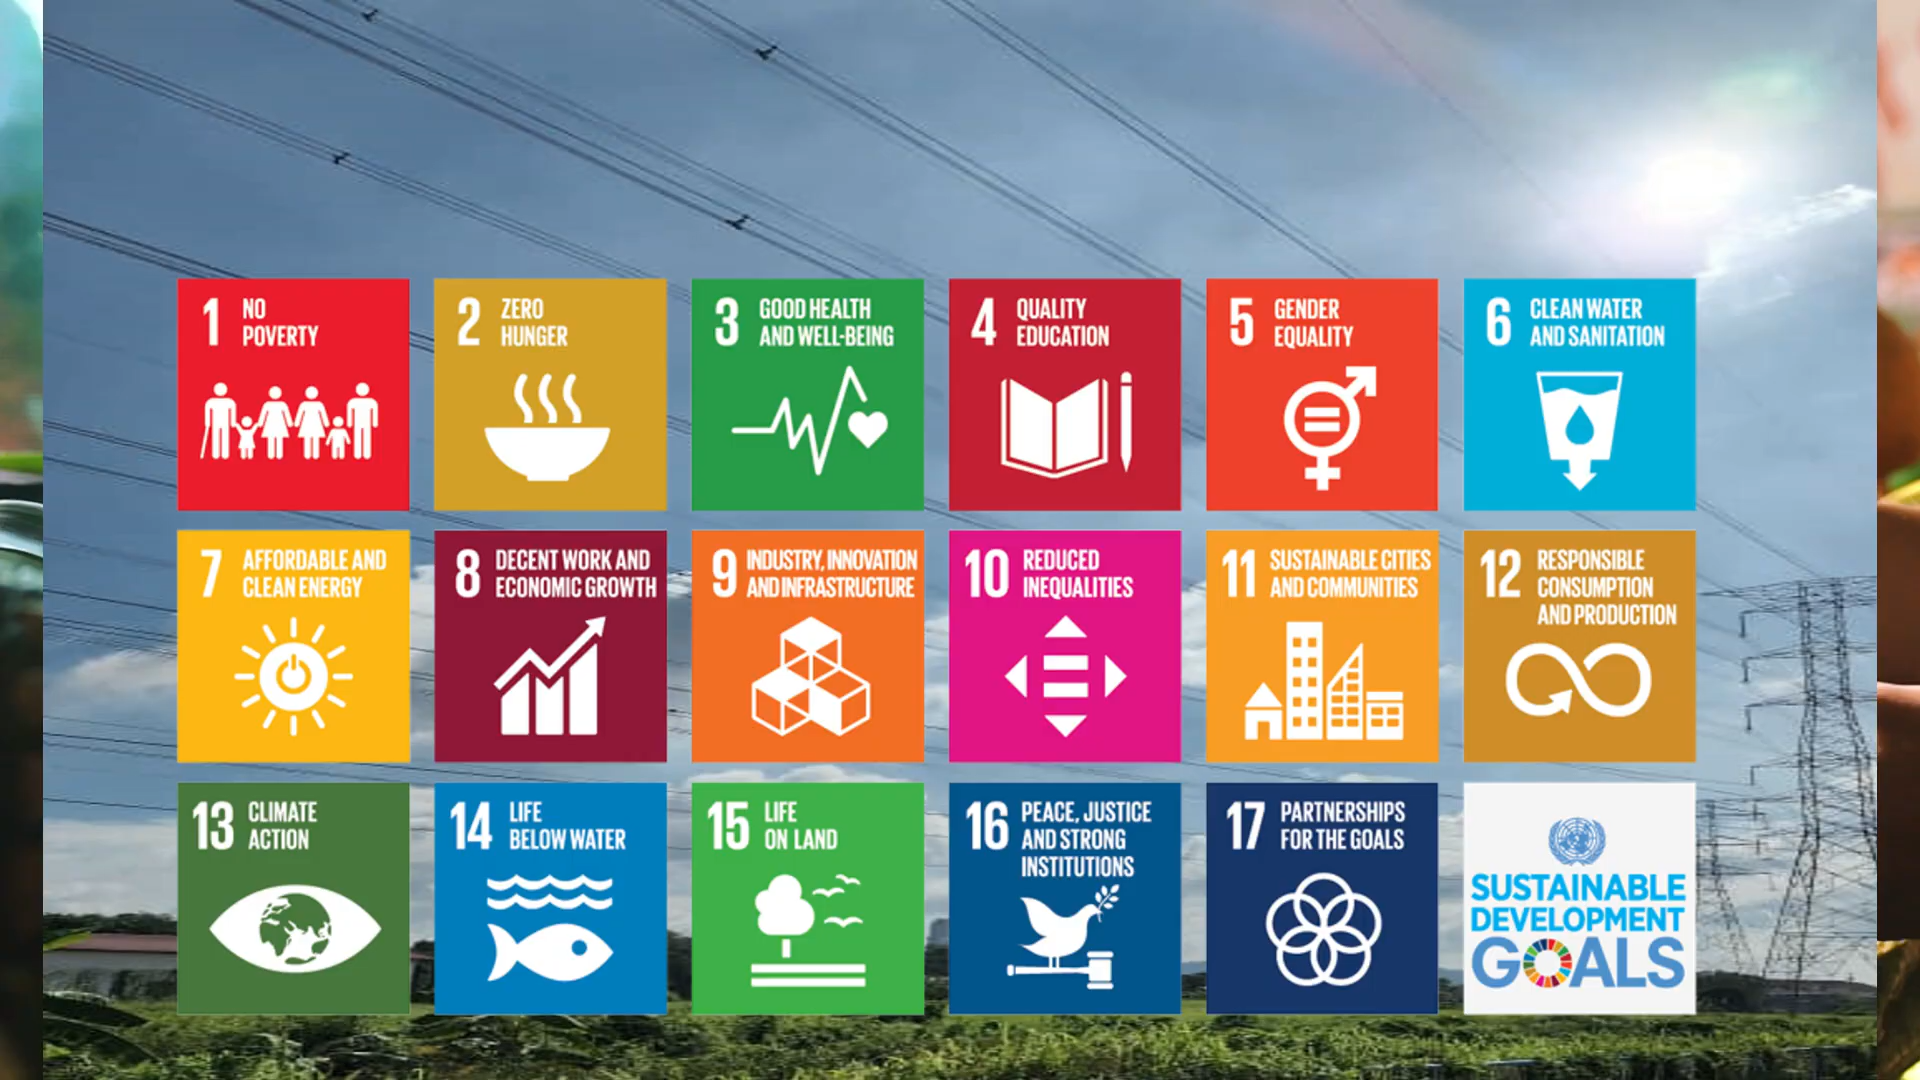 1 NO
POVERTY
2 ZERO
HUNGER
3 GOOD HEALTH
AND WELL-BEING
4 QUALITY
EDUCATION
5 GENDER
EQUALITY
6 CLEAN WATER
AND SANITATION
7 AFFORDABLE AND
CLEAN ENERGY
8 DECENT WORK AND
ECONOMIC GROWTH
9 INDUSTRY, INNOVATION
AND INFRASTRUCTURE
10 REDUCED
INEQUALITIES
11 SUSTAINABLE CITIES
AND COMMUNITIES
12 RESPONSIBLE
CONSUMPTION
AND PRODUCTION
13 CLIMATE
ACTION
14 LIFE
BELOW WATER
15 LIFE
ON LAND
16 PEACE, JUSTICE
AND STRONG
INSTITUTIONS
17 PARTNERSHIPS
FOR THE GOALS
SUSTAINABLE
DEVELOPMENT
GOALS